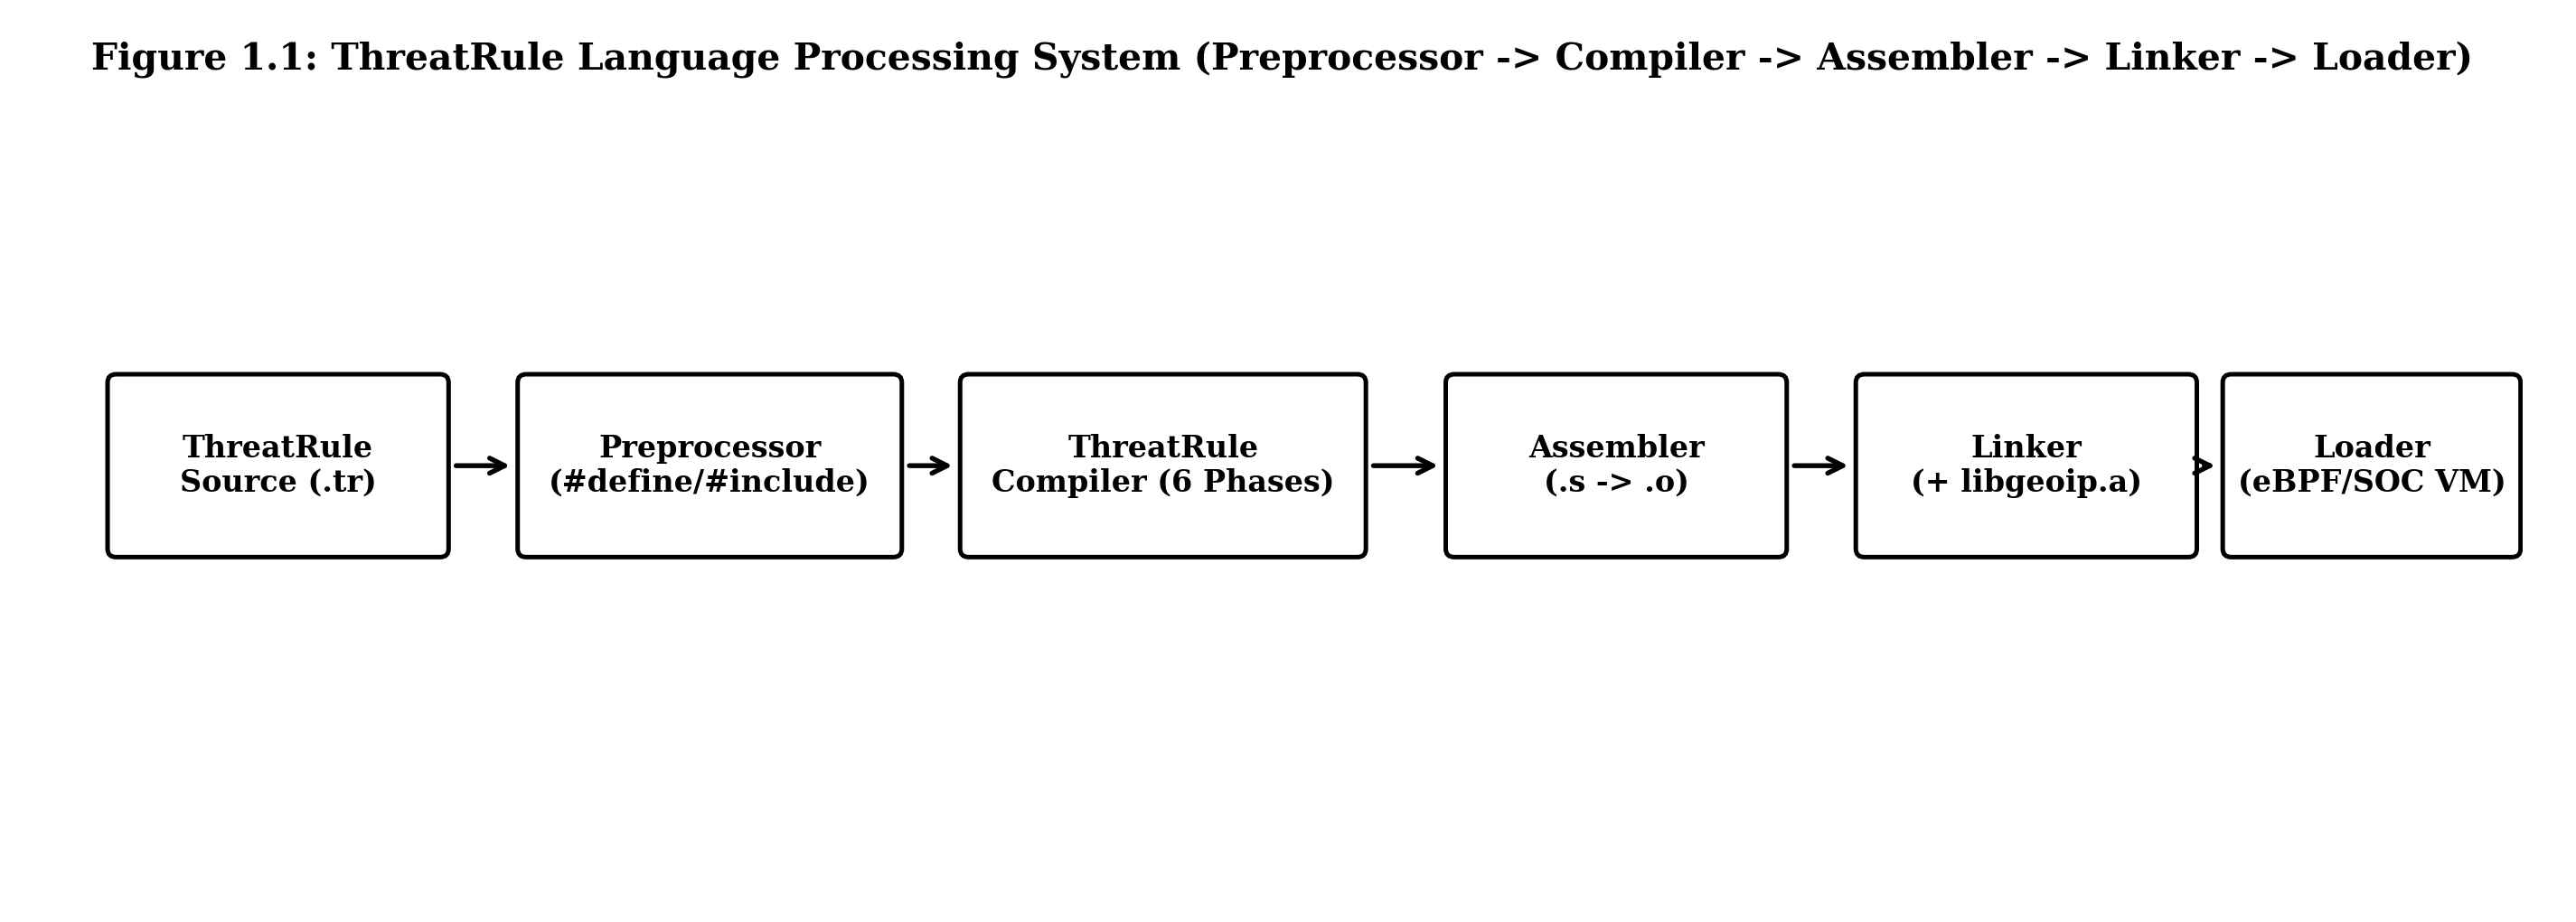 Figure 1.1: ThreatRule Language Processing System (Preprocessor -> Compiler -> Assembler -> Linker -> Loader)
ThreatRule
Source (.tr)
Preprocessor
(#define/#include)
ThreatRule
Compiler (6 Phases)
Assembler
(.s -> .o)
Linker
(+ libgeoip.a)
Loader
(eBPF/SOC VM)